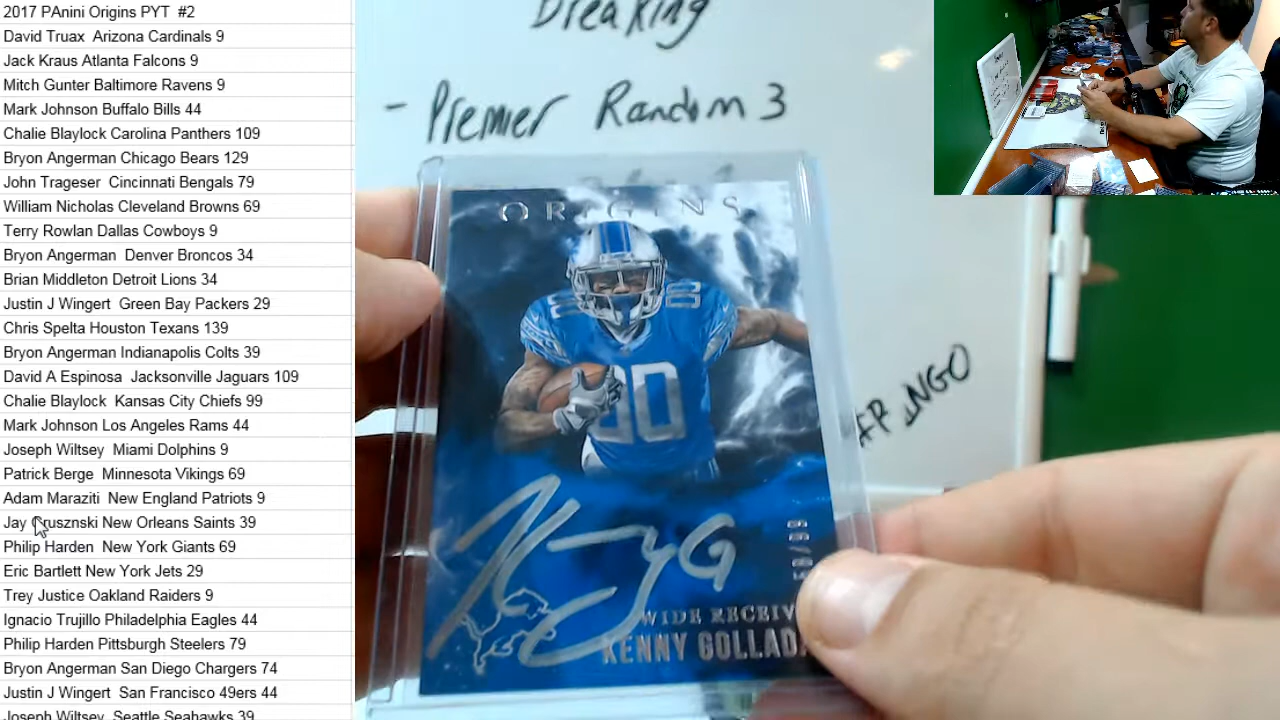 2017 PAnini Origins PYT #2
David Truax Arizona Cardinals 9
Jack Kraus Atlanta Falcons 9
Mitch Gunter Baltimore Ravens 9
Mark Johnson Buffalo Bills 44
Chalie Blaylock Carolina Panthers 109
Bryon Angerman Chicago Bears 129
John Trageser Cincinnati Bengals 79
William Nicholas Cleveland Browns 69
Terry Rowlan Dallas Cowboys 9
Bryon Angerman Denver Broncos 34
Brian Middleton Detroit Lions 34
Justin J Wingert Green Bay Packers 29
Chris Spelta Houston Texans 139
Bryon Angerman Indianapolis Colts 39
David A Espinosa Jacksonville Jaguars 109
Chalie Blaylock Kansas City Chiefs 99
Mark Johnson Los Angeles Rams 44
Joseph Wiltsey Miami Dolphins 9
Patrick Berge Minnesota Vikings 69
Adam Maraziti New England Patriots 9
Jay Grusznski New Orleans Saints 39
Philip Harden New York Giants 69
Eric Bartlett New York Jets 29
Trey Justice Oakland Raiders 9
Ignacio Trujillo Philadelphia Eagles 44
Philip Harden Pittsburgh Steelers 79
Bryon Angerman San Diego Chargers 74
Justin J Wingert San Francisco 49ers 44
Joseph Wiltsey Seattle Seahawks 39
Breaking
- Premier Random 3
ORIGINS
80
80
00
KennyG
58/99
WIDE RECEIV
KENNY GOLLADA